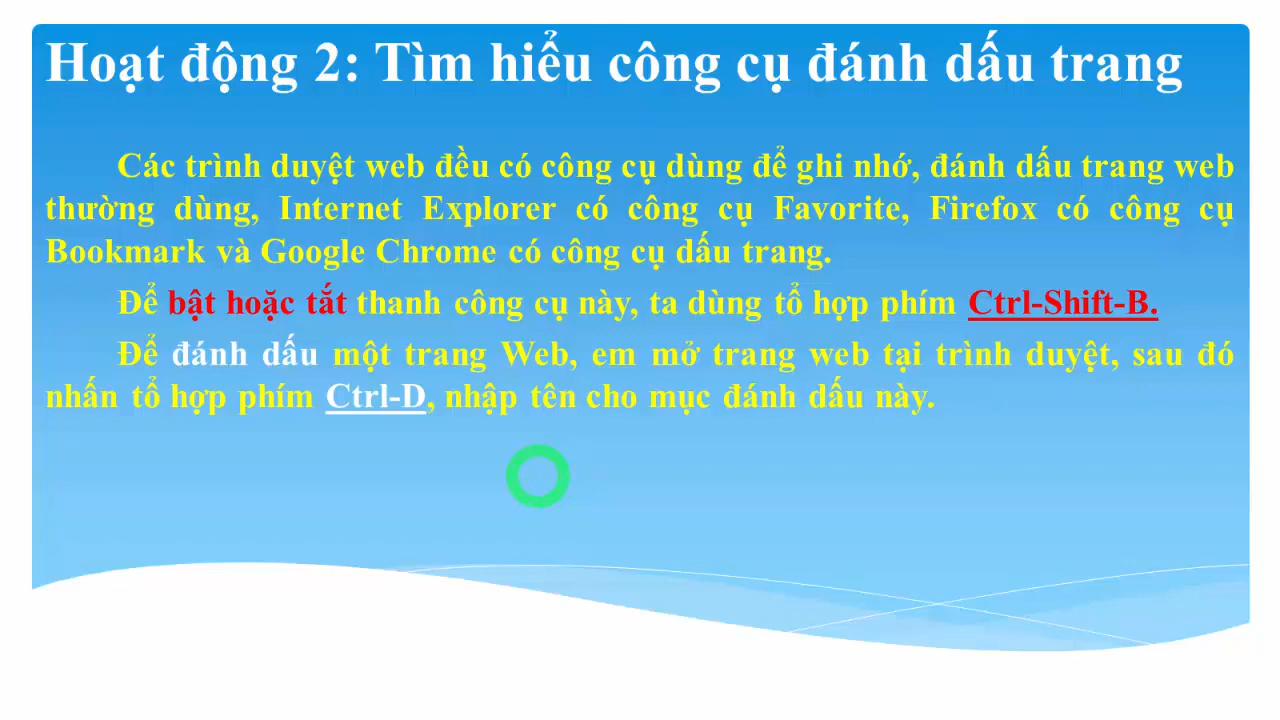 Hoạt động 2: Tìm hiểu công cụ đánh dấu trang
Các trình duyệt web đều có công cụ dùng để ghi nhớ, đánh dấu trang web
thường dùng, Internet Explorer có công cụ Favorite, Firefox có công cụ
Bookmark và Google Chrome có công cụ dấu trang.
Để bật hoặc tắt thanh công cụ này, ta dùng tổ hợp phím Ctrl-Shift-B.
Để đánh dấu một trang Web, em mở trang web tại trình duyệt, sau đó
nhấn tổ hợp phím Ctrl-D, nhập tên cho mục đánh dấu này.